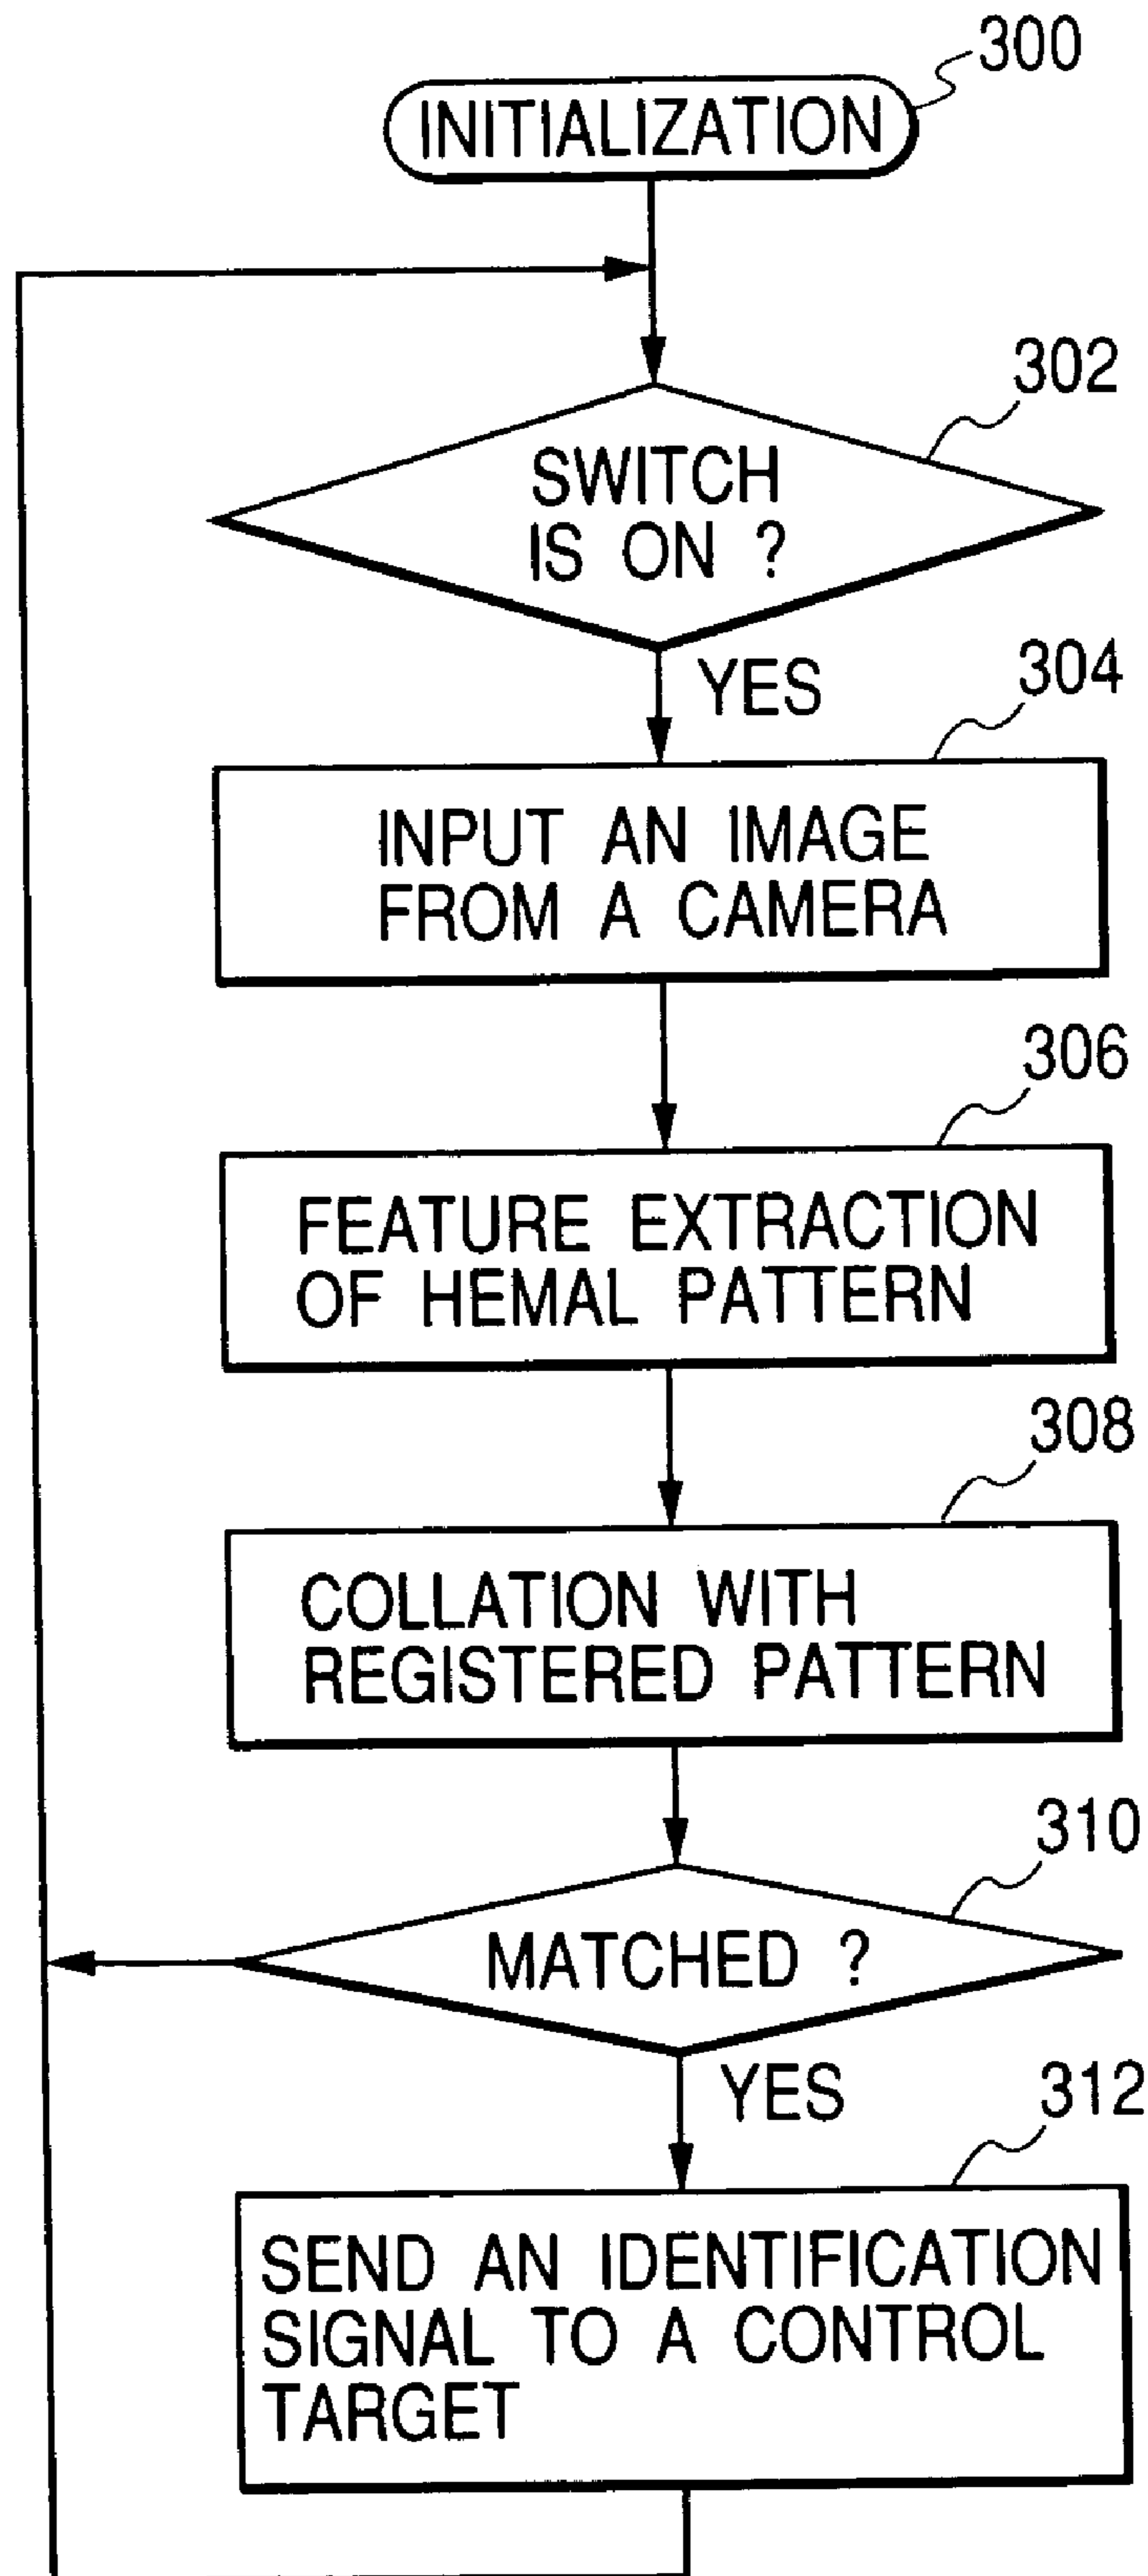 300
INITIALIZATION
302
SWITCH
IS ON ?
YES
304
INPUT AN IMAGE
FROM A CAMERA
306
FEATURE EXTRACTION
OF HEMAL PATTERN
308
COLLATION WITH
REGISTERED PATTERN
310
MATCHED ?
YES
312
SEND AN IDENTIFICATION
SIGNAL TO A CONTROL
TARGET